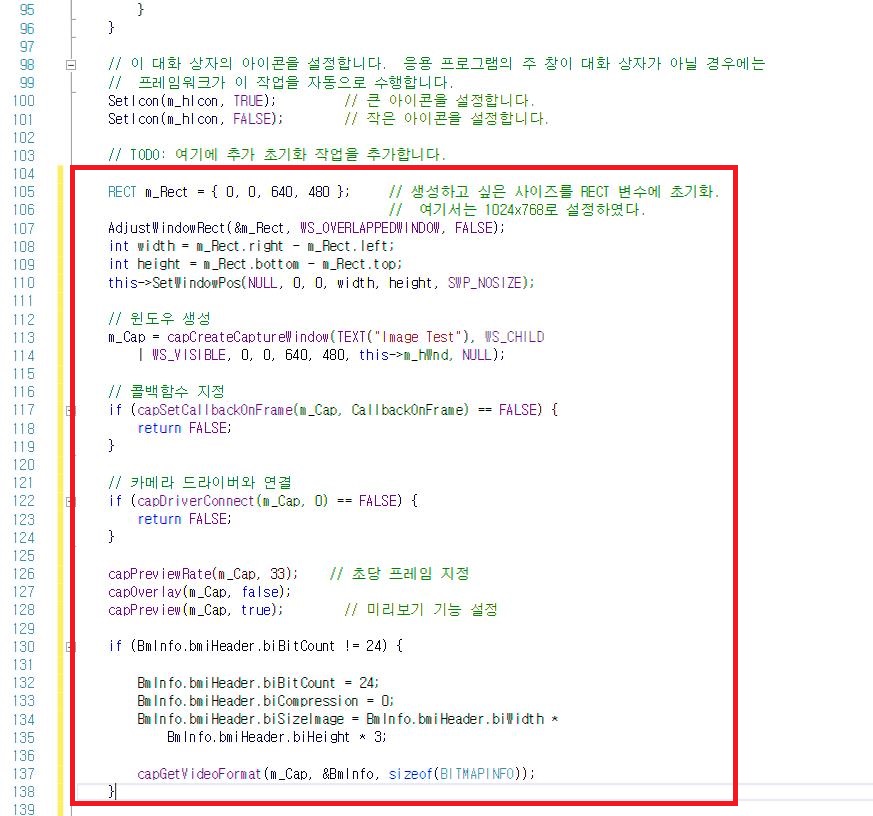 95         }
96     }
97
98     // 이 대화 상자의 아이콘을 설정합니다.  응용 프로그램의 주 창이 대화 상자가 아닐 경우에는
99     //  프레임워크가 이 작업을 자동으로 수행합니다.
100     SetIcon(m_hIcon, TRUE);         // 큰 아이콘을 설정합니다.
101     SetIcon(m_hIcon, FALSE);        // 작은 아이콘을 설정합니다.
102
103     // TODO: 여기에 추가 초기화 작업을 추가합니다.
104
105     RECT m_Rect = { 0, 0, 640, 480 };     // 생성하고 싶은 사이즈를 RECT 변수에 초기화.
106                                           //  여기서는 1024x768로 설정하였다.
107     AdjustWindowRect(&m_Rect, WS_OVERLAPPEDWINDOW, FALSE);
108     int width = m_Rect.right - m_Rect.left;
109     int height = m_Rect.bottom - m_Rect.top;
110     this->SetWindowPos(NULL, 0, 0, width, height, SWP_NOSIZE);
111
112     // 윈도우 생성
113     m_Cap = capCreateCaptureWindow(TEXT("Image Test"), WS_CHILD
114         | WS_VISIBLE, 0, 0, 640, 480, this->m_hWnd, NULL);
115
116     // 콜백함수 지정
117     if (capSetCallbackOnFrame(m_Cap, CallbackOnFrame) == FALSE) {
118         return FALSE;
119     }
120
121     // 카메라 드라이버와 연결
122     if (capDriverConnect(m_Cap, 0) == FALSE) {
123         return FALSE;
124     }
125
126     capPreviewRate(m_Cap, 33);    // 초당 프레임 지정
127     capOverlay(m_Cap, false);
128     capPreview(m_Cap, true);        // 미리보기 기능 설정
129
130     if (BmInfo.bmiHeader.biBitCount != 24) {
131
132         BmInfo.bmiHeader.biBitCount = 24;
133         BmInfo.bmiHeader.biCompression = 0;
134         BmInfo.bmiHeader.biSizeImage = BmInfo.bmiHeader.biWidth *
135             BmInfo.bmiHeader.biHeight * 3;
136
137         capGetVideoFormat(m_Cap, &BmInfo, sizeof(BITMAPINFO));
138     }
139